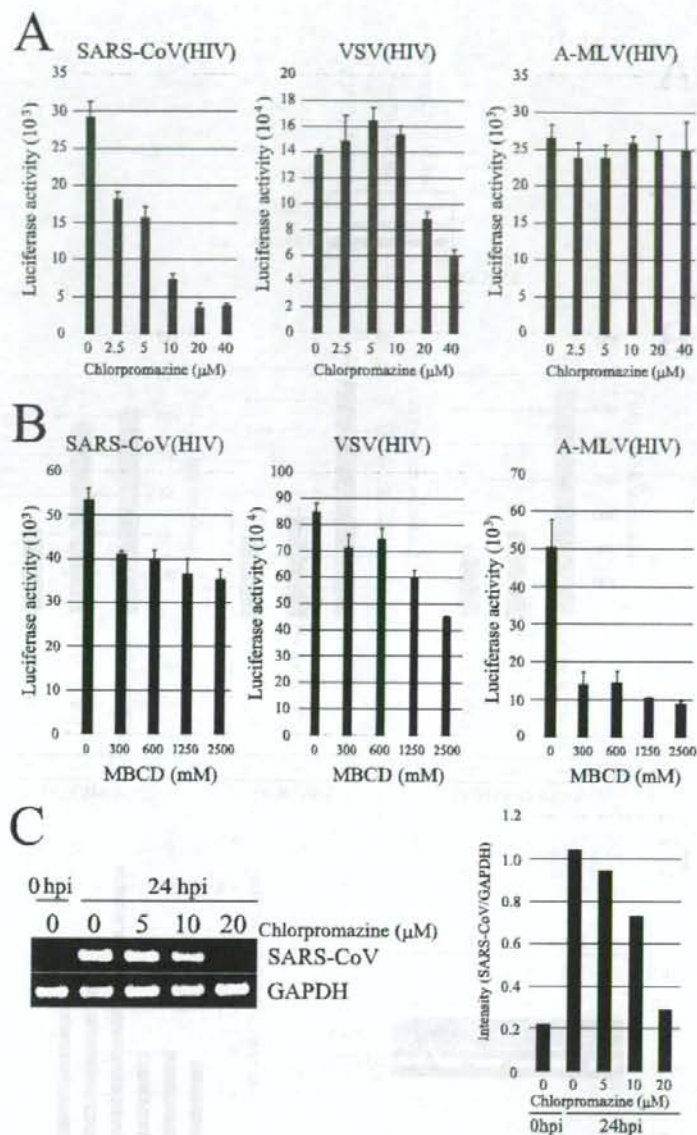 A
SARS-CoV(HIV)
Luciferase activity (10³)
35
30
25
20
15
10
5
0
0 2.5 5 10 20 40
Chlorpromazine (μM)
VSV(HIV)
Luciferase activity (10⁴)
20
18
16
14
12
10
8
6
4
2
0
0 2.5 5 10 20 40
Chlorpromazine (μM)
A-MLV(HIV)
Luciferase activity (10³)
35
30
25
20
15
10
5
0
0 2.5 5 10 20 40
Chlorpromazine (μM)
B
SARS-CoV(HIV)
Luciferase activity (10³)
60
50
40
30
20
10
0
0 300 600 1250 2500
MBCD (mM)
VSV(HIV)
Luciferase activity (10⁻⁴)
100
90
80
70
60
50
40
30
20
10
0
0 300 600 1250 2500
MBCD (mM)
A-MLV(HIV)
Luciferase activity (10³)
70
60
50
40
30
20
10
0
0 300 600 1250 2500
MBCD (mM)
C
0 hpi 24 hpi
0 0 5 10 20 Chlorpromazine (μM)
SARS-CoV
GAPDH
Intensity (SARS-CoV/GAPDH)
1.2
1.0
0.8
0.6
0.4
0.2
0
0 0 5 10 20
Chlorpromazine (μM)
0hpi 24hpi